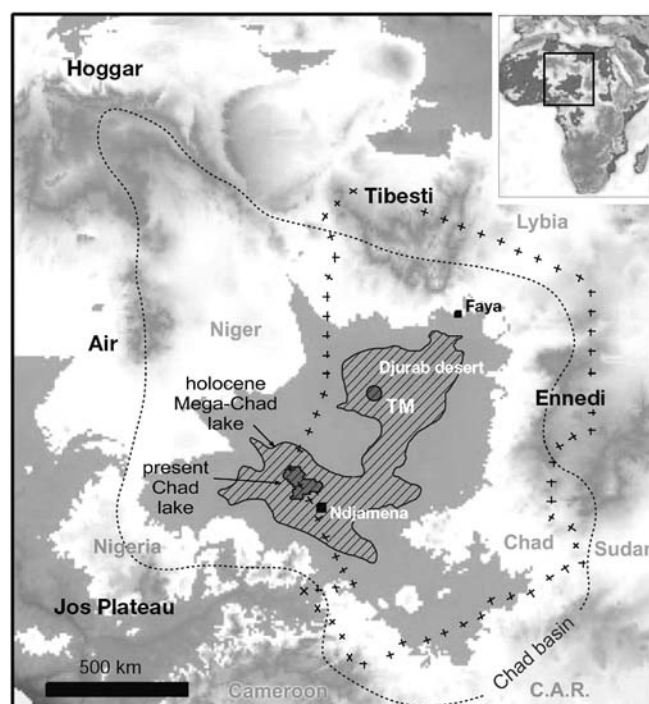 Hoggar
Tibesti
Lybia
Faya
Niger
Air
Djurab desert
holocene
Mega-Chad
lake
TM
Ennedi
present
Chad
lake
Ndjamena
Nigeria
Chad
Sudan
Jos Plateau
500 km
Chad basin
Cameroon
C.A.R.